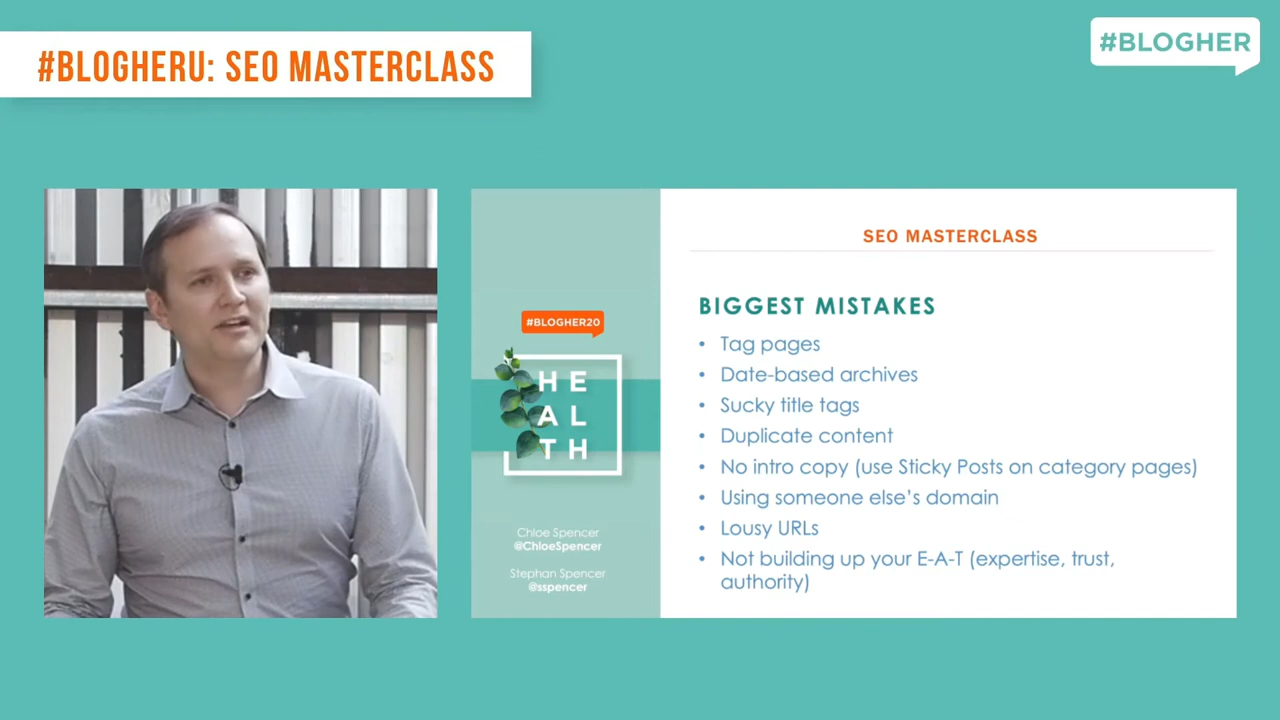 #BLOGHERU: SEO MASTERCLASS
#BLOGHER
SEO MASTERCLASS
BIGGEST MISTAKES
• Tag pages
• Date-based archives
• Sucky title tags
• Duplicate content
• No intro copy (use Sticky Posts on category pages)
• Using someone else’s domain
• Lousy URLs
• Not building up your E-A-T (expertise, trust,
authority)
#BLOGHER20
HE
AL
TH
Chloe Spencer
@ChloeSpencer
Stephan Spencer
@sspencer